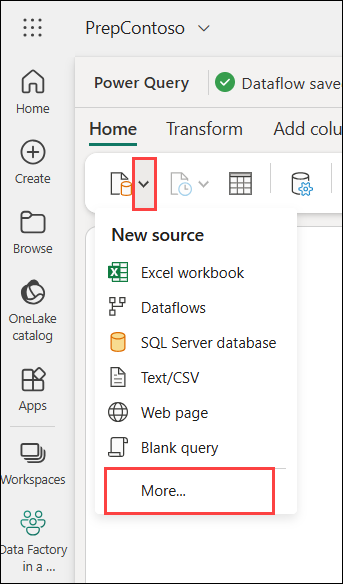 PrepContoso
Power Query
Dataflow save
Home
Transform
Add colu
New source
Excel workbook
Dataflows
SQL Server database
Text/CSV
Web page
Blank query
More...
Home
Create
Browse
OneLake
catalog
Apps
Workspaces
Data Factory
in a ...